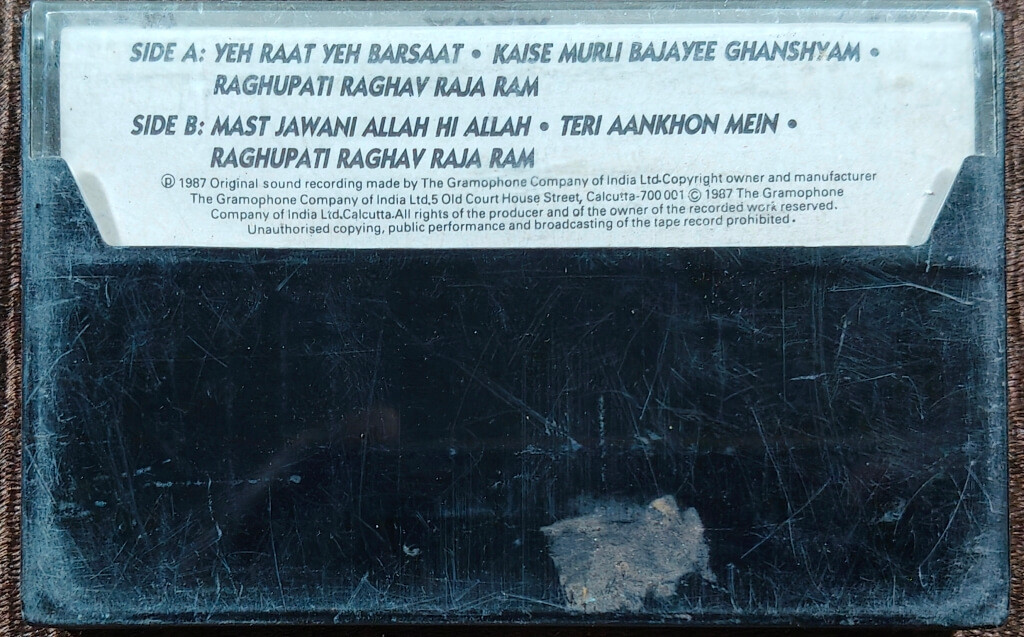 SIDE A: YEH RAAT YEH BARSAAT • KAISE MURLI BAJAYEE GHANSHYAM •
RAGHUPATI RAGHAV RAJA RAM
SIDE B: MAST JAWANI ALLAH HI ALLAH • TERI AANKHON MEIN •
RAGHUPATI RAGHAV RAJA RAM
℗ 1987 Original sound recording made by The Gramophone Company of India Ltd.Copyright owner and manufacturer
The Gramophone Company of India Ltd.5 Old Court House Street, Calcutta-700 001 © 1987 The Gramophone
Company of India Ltd.Calcutta.All rights of the producer and of the owner of the recorded work reserved.
Unauthorised copying, public performance and broadcasting of the tape record prohibited.